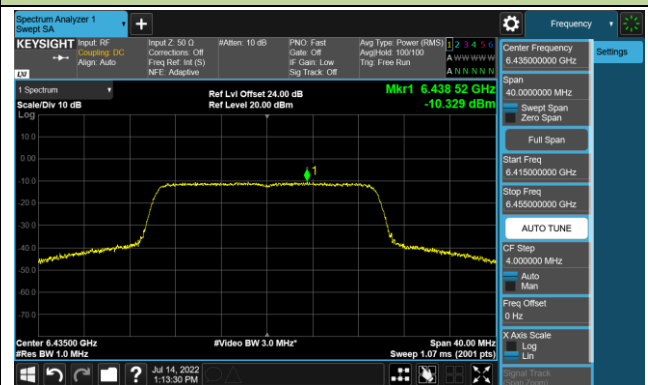 Spectrum Analyzer 1
Swept SA
Frequency
KEYSIGHT
Input: RF
Coupling: DC
Align: Auto
Input Z: 50 Ω
Corrections: Off
Freq Ref: Int (S)
NFE: Adaptive
#Atten: 10 dB
PNO: Fast
Gate: Off
IF Gain: Low
Sig Track: Off
Avg Type: Power (RMS)
Avg|Hold: 100/100
Trig: Free Run
1 2 3 4 5 6
A W W W W W
A N N N N N
LXI
1 Spectrum
Scale/Div 10 dB
Log
Ref Lvl Offset 24.00 dB
Ref Level 20.00 dBm
Mkr1 6.438 52 GHz
-10.329 dBm
1
10.0
0.00
-10.0
-20.0
-30.0
-40.0
-50.0
-60.0
-70.0
Center 6.43500 GHz
#Res BW 1.0 MHz
#Video BW 3.0 MHz*
Span 40.00 MHz
Sweep 1.07 ms (2001 pts)
Jul 14, 2022
1:13:30 PM
Center Frequency
6.435000000 GHz
Settings
Span
40.0000000 MHz
Swept Span
Zero Span
Full Span
Start Freq
6.415000000 GHz
Stop Freq
6.455000000 GHz
AUTO TUNE
CF Step
4.000000 MHz
Auto
Man
Freq Offset
0 Hz
X Axis Scale
Log
Lin
Signal Track
(Span Zoom)